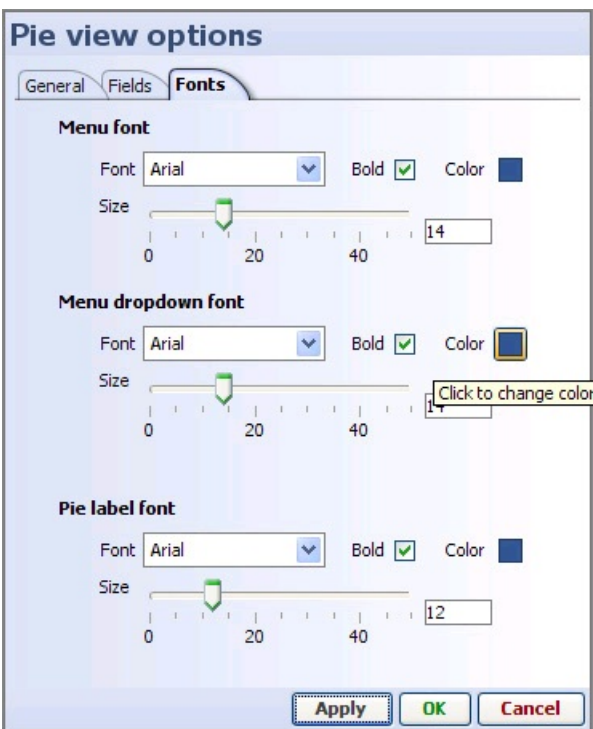 Pie view options
General Fields Fonts
Menu font
Font Arial Bold Color
Size 14
0 20 40
Menu dropdown font
Font Arial Bold Color
Size
Click to change color
14
0 20 40
Pie label font
Font Arial Bold Color
Size 12
0 20 40
Apply OK Cancel